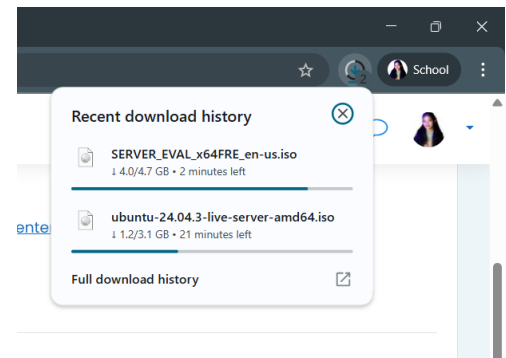 School
2
Recent download history
SERVER_EVAL_x64FRE_en-us.iso
↓ 4.0/4.7 GB • 2 minutes left
ubuntu-24.04.3-live-server-amd64.iso
↓ 1.2/3.1 GB • 21 minutes left
ente
Full download history